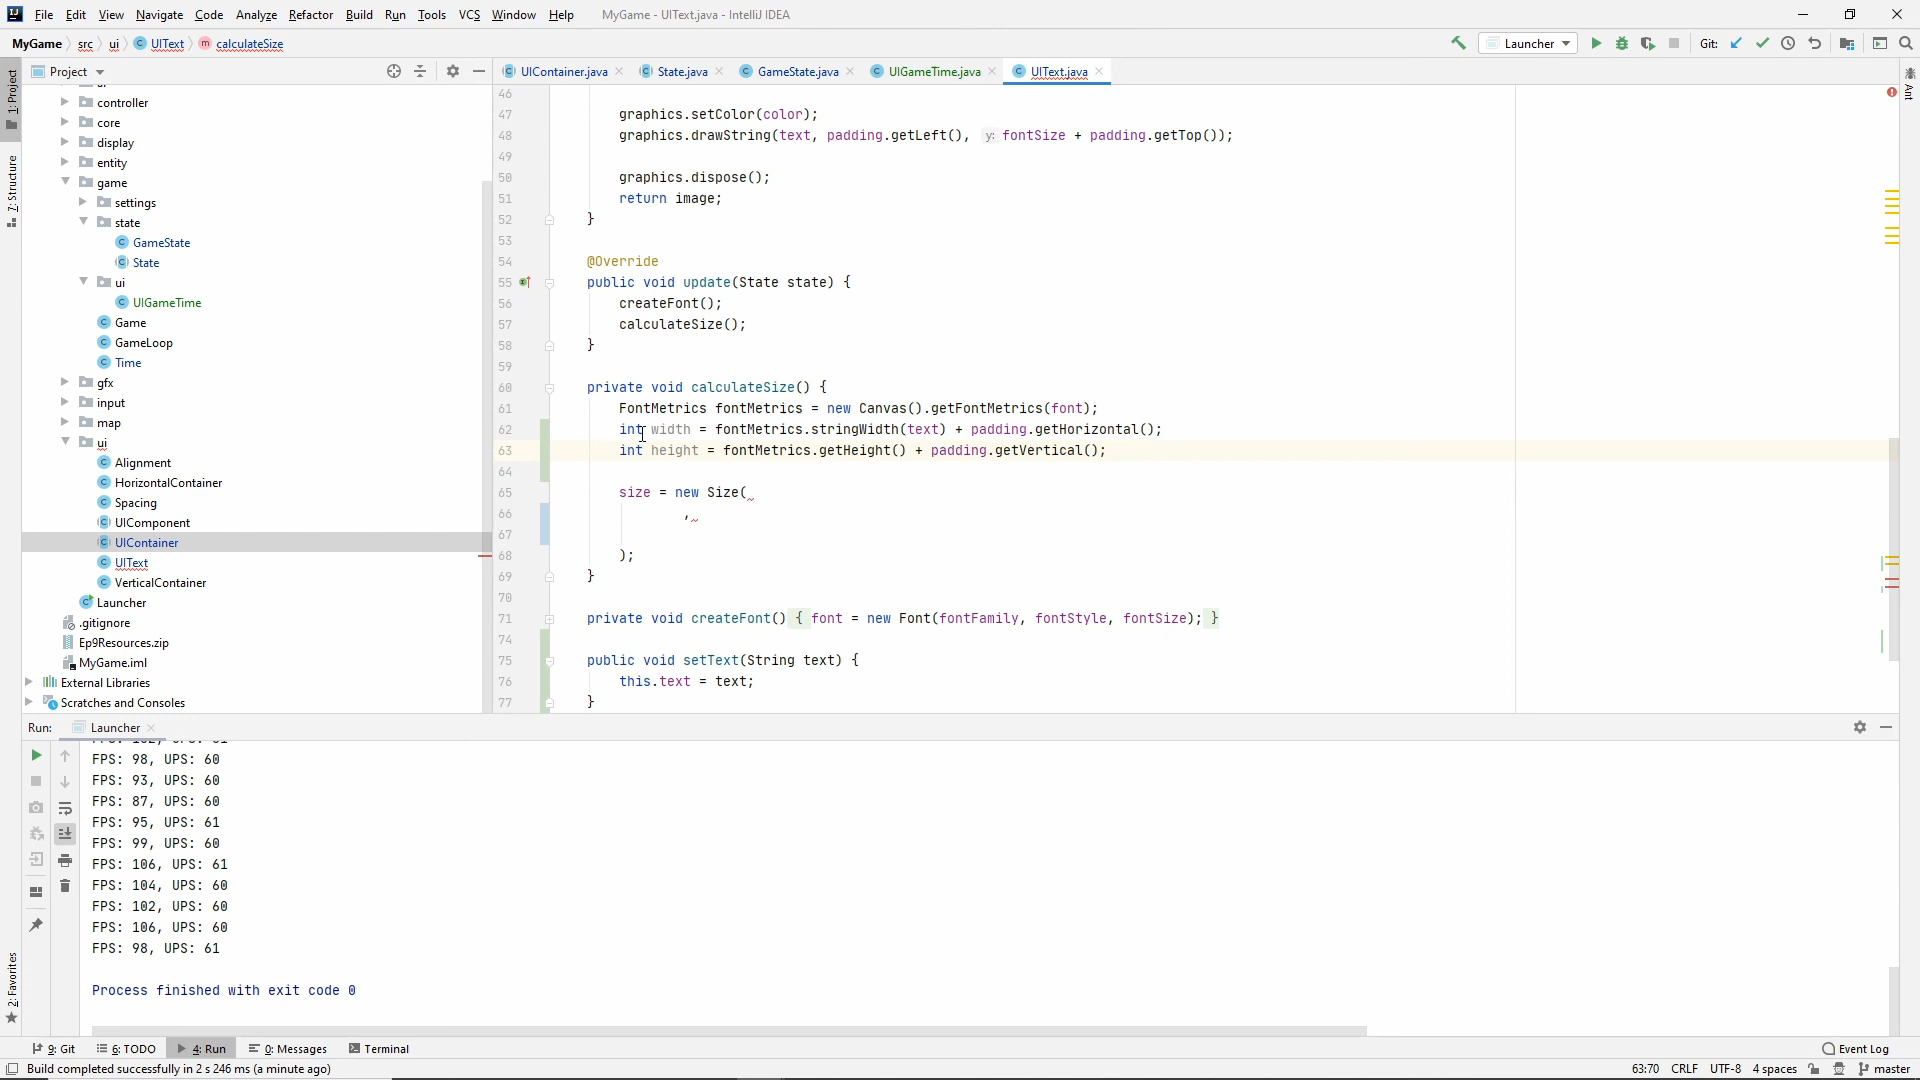 File Edit View Navigate Code Analyze Refactor Build Run Tools VCS Window Help MyGame - UIText.java - IntelliJ IDEA
MyGame src ui UIText calculateSize Launcher Git:
Project UIContainer.java State.java GameState.java UIGameTime.java UIText.java
1: Project
7: Structure
2: Favorites
Ant
controller
core
display
entity
game
settings
state
GameState
State
ui
UIGameTime
Game
GameLoop
Time
gfx
input
map
ui
Alignment
HorizontalContainer
Spacing
UIComponent
UIContainer
UIText
VerticalContainer
Launcher
.gitignore
Ep9Resources.zip
MyGame.iml
External Libraries
Scratches and Consoles
46
47 graphics.setColor(color);
48 graphics.drawString(text, padding.getLeft(), y: fontSize + padding.getTop());
49
50 graphics.dispose();
51 return image;
52 }
53
54 @Override
55 public void update(State state) {
56 createFont();
57 calculateSize();
58 }
59
60 private void calculateSize() {
61 FontMetrics fontMetrics = new Canvas().getFontMetrics(font);
62 int width = fontMetrics.stringWidth(text) + padding.getHorizontal();
63 int height = fontMetrics.getHeight() + padding.getVertical();
64
65 size = new Size(
66 ,
67
68 );
69 }
70
71 private void createFont() { font = new Font(fontFamily, fontStyle, fontSize); }
74
75 public void setText(String text) {
76 this.text = text;
77 }
Run: Launcher
FPS: 98, UPS: 60
FPS: 93, UPS: 60
FPS: 87, UPS: 60
FPS: 95, UPS: 61
FPS: 99, UPS: 60
FPS: 106, UPS: 61
FPS: 104, UPS: 60
FPS: 102, UPS: 60
FPS: 106, UPS: 60
FPS: 98, UPS: 61
Process finished with exit code 0
9: Git 6: TODO 4: Run 0: Messages Terminal Event Log
Build completed successfully in 2 s 246 ms (a minute ago) 63:70 CRLF UTF-8 4 spaces master